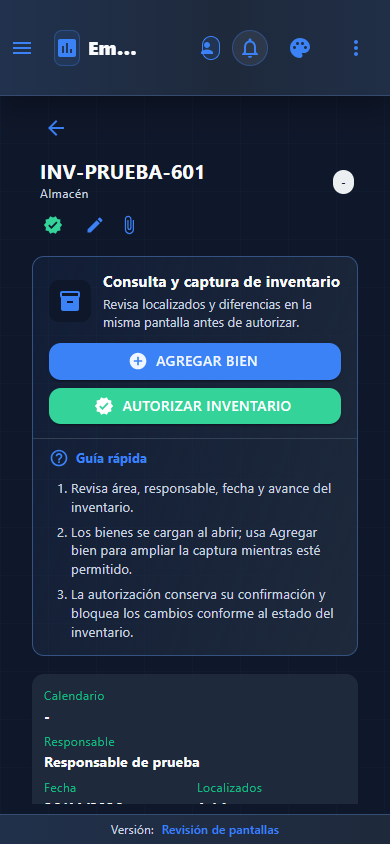 Em...
INV-PRUEBA-601
-
Almacén
Consulta y captura de inventario
Revisa localizados y diferencias en la
misma pantalla antes de autorizar.
AGREGAR BIEN
AUTORIZAR INVENTARIO
Guía rápida
1. Revisa área, responsable, fecha y avance del
inventario.
2. Los bienes se cargan al abrir; usa Agregar
bien para ampliar la captura mientras esté
permitido.
3. La autorización conserva su confirmación y
bloquea los cambios conforme al estado del
inventario.
Calendario
-
Responsable
Responsable de prueba
Fecha Localizados
Versión: Revisión de pantallas